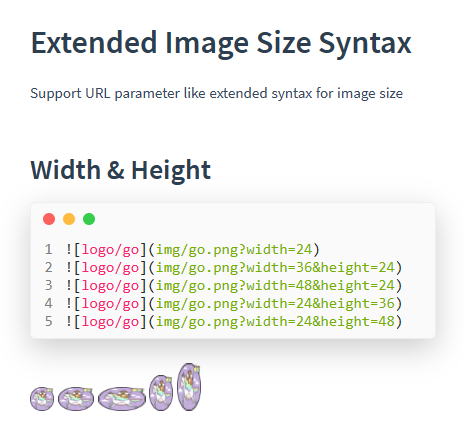 Extended Image Size Syntax
Support URL parameter like extended syntax for image size
Width & Height
1 ![logo/go](img/go.png?width=24)
2 ![logo/go](img/go.png?width=36&height=24)
3 ![logo/go](img/go.png?width=48&height=24)
4 ![logo/go](img/go.png?width=24&height=36)
5 ![logo/go](img/go.png?width=24&height=48)